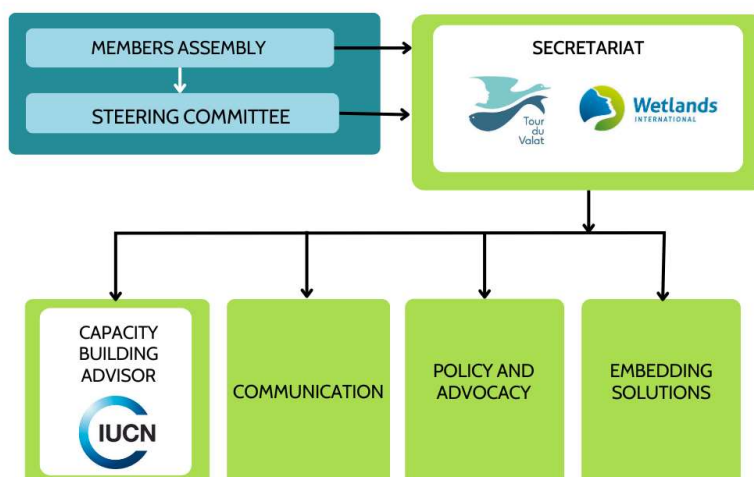 MEMBERS ASSEMBLY
STEERING COMMITTEE
SECRETARIAT
Tour
du
Valat
Wetlands
INTERNATIONAL
CAPACITY
BUILDING
ADVISOR
IUCN
COMMUNICATION
POLICY AND
ADVOCACY
EMBEDDING
SOLUTIONS